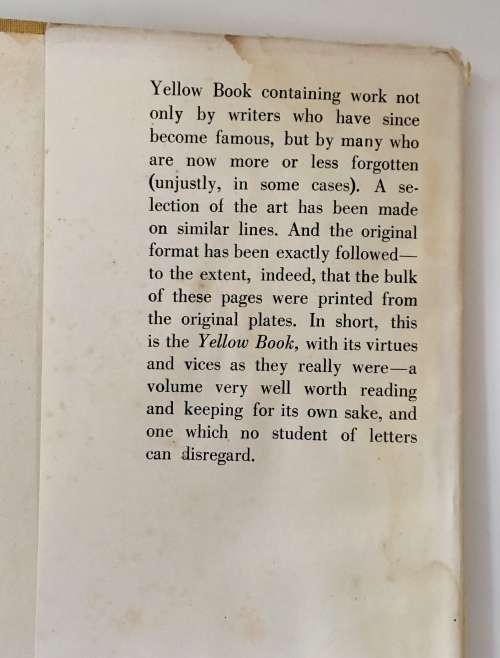 Yellow Book containing work not
only by writers who have since
become famous, but by many who
are now more or less forgotten
(unjustly, in some cases). A se-
lection of the art has been made
on similar lines. And the original
format has been exactly followed—
to the extent, indeed, that the bulk
of these pages were printed from
the original plates. In short, this
is the Yellow Book, with its virtues
and vices as they really were—a
volume very well worth reading
and keeping for its own sake, and
one which no student of letters
can disregard.